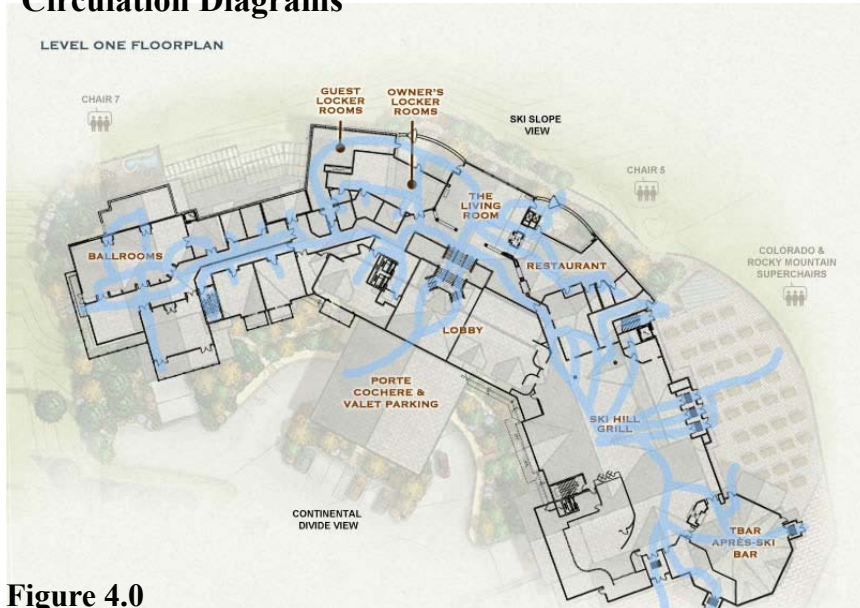 Circulation Diagrams
LEVEL ONE FLOORPLAN
CHAIR 7
GUEST
LOCKER
ROOMS
OWNER'S
LOCKER
ROOMS
SKI SLOPE
VIEW
CHAIR 5
THE
LIVING
ROOM
COLORADO &
ROCKY MOUNTAIN
SUPERCHAIRS
BALLROOMS
RESTAURANT
LOBBY
PORTE
COCHERE &
VALET PARKING
SKI HILL
GRILL
CONTINENTAL
DIVIDE VIEW
TBAR
APRÈS-SKI
BAR
Figure 4.0